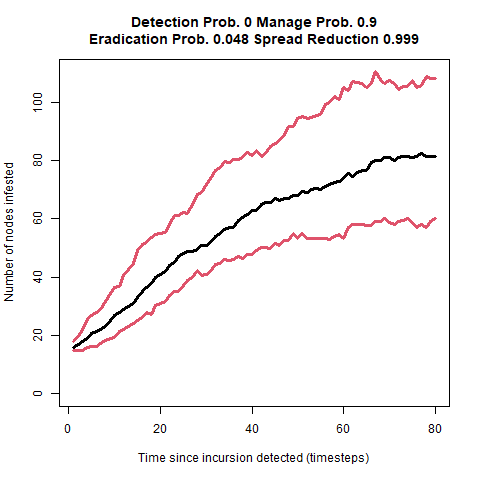 Detection Prob. 0 Manage Prob. 0.9
Eradication Prob. 0.048 Spread Reduction 0.999
Number of nodes infested
100
80
60
40
20
0
0 20 40 60 80
Time since incursion detected (timesteps)